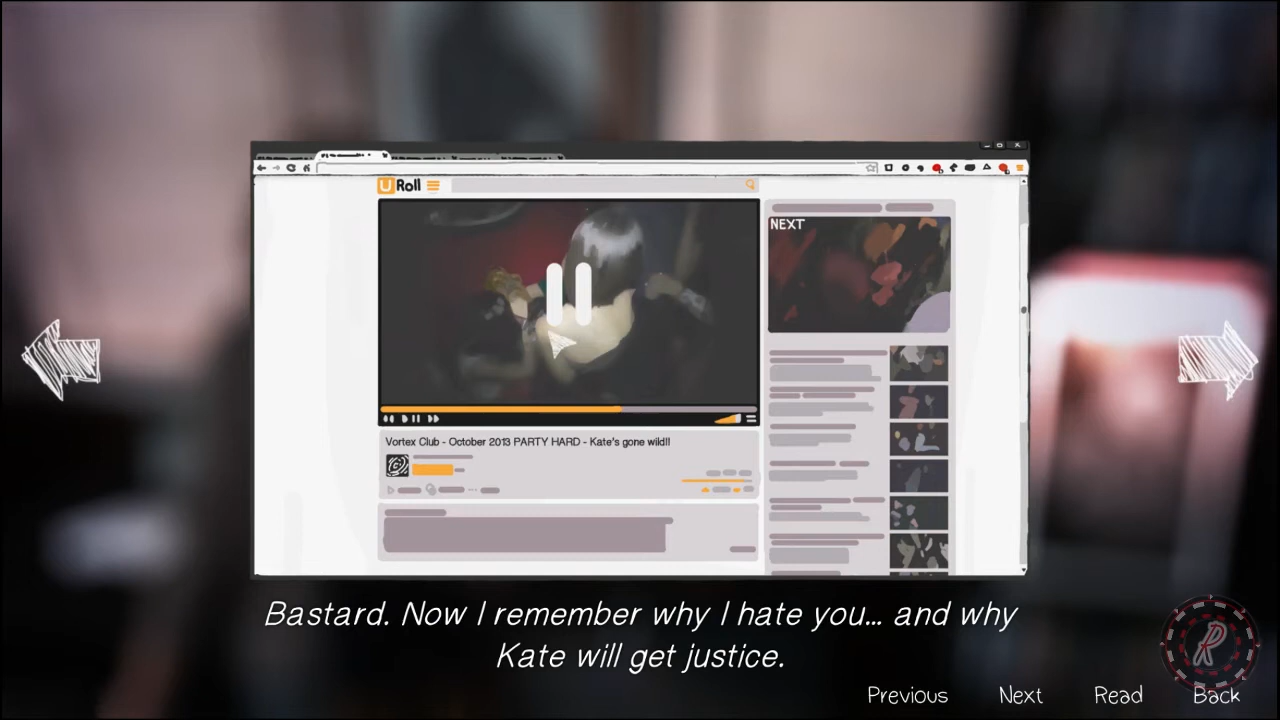 U Roll
NEXT
Vortex Club - October 2013 PARTY HARD - Kate's gone wild!!
Bastard. Now I remember why I hate you... and why
Kate will get justice.
R
Previous Next Read Back